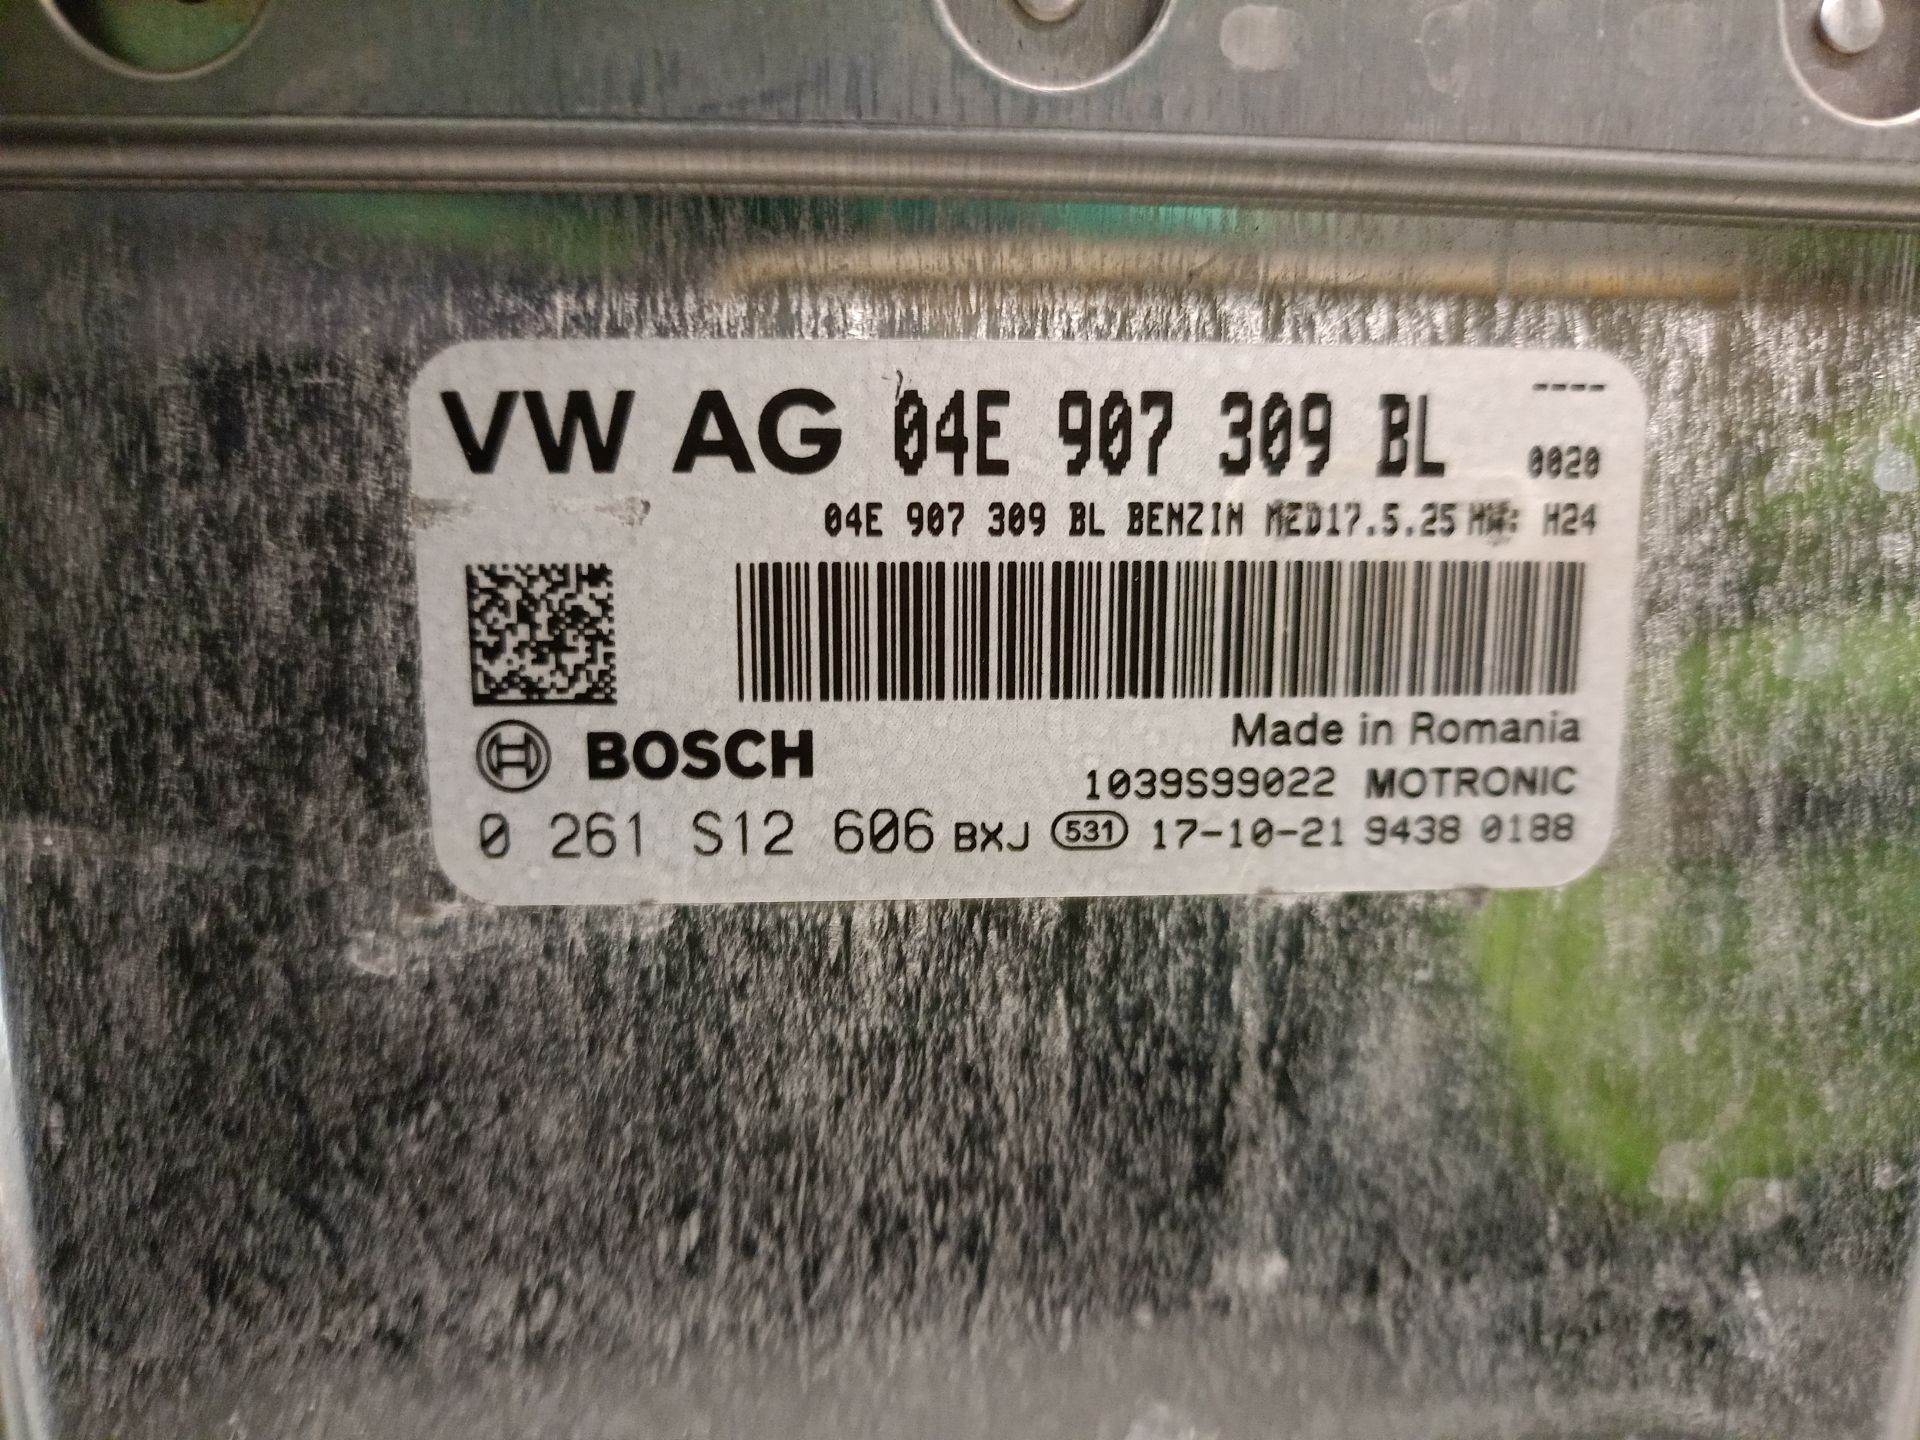 VW AG 04E 907 309 BL ----
0020
04E 907 309 BL BENZIN MED17.5.25 HW: H24
BOSCH
Made in Romania
1039S99022 MOTRONIC
0 261 S12 606 BXJ 531 17-10-21 9438 0188